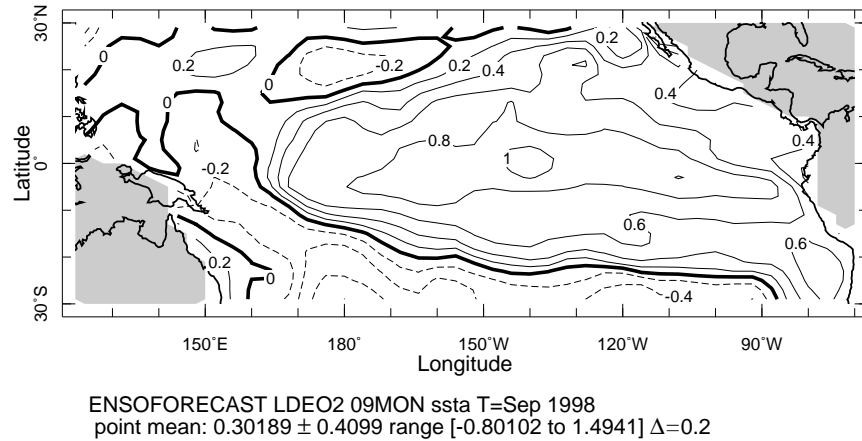 30˚N
0˚
30˚S
Latitude
0
0.2
0
-0.2
0
0.2
0.4
0.2
0.4
0.4
0.8
1
-0.2
0.6
0.6
0.2
0
-0.4
150˚E
180˚
150˚W
120˚W
90˚W
Longitude
ENSOFORECAST LDEO2 09MON ssta T=Sep 1998
point mean: 0.30189 ± 0.4099 range [-0.80102 to 1.4941] Δ=0.2